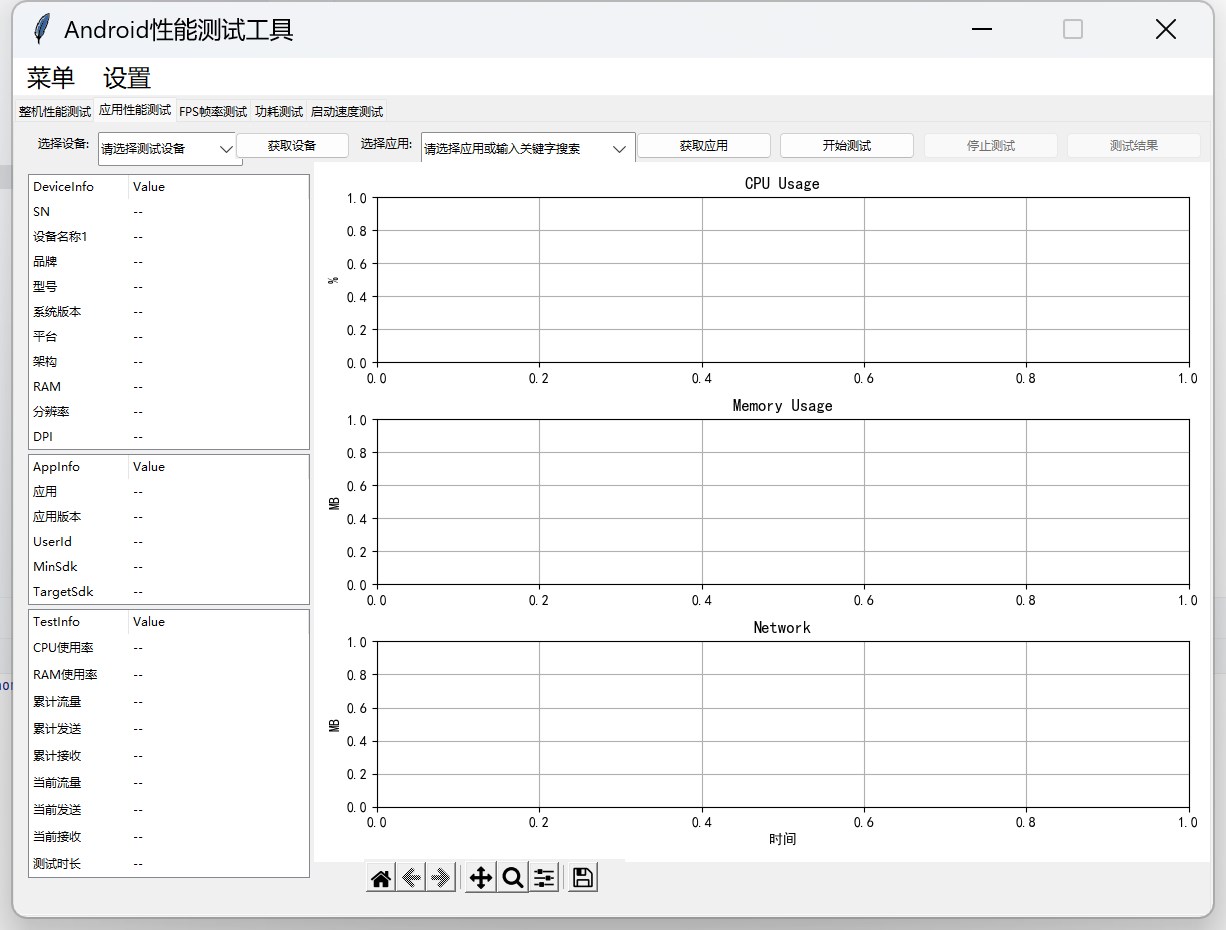 Android性能测试工具
菜单 设置
整机性能测试 应用性能测试 FPS帧率测试 功耗测试 启动速度测试
选择设备: 请选择测试设备 获取设备 选择应用: 请选择应用或输入关键字搜索 获取应用 开始测试 停止测试 测试结果
DeviceInfo Value
SN --
设备名称1 --
品牌 --
型号 --
系统版本 --
平台 --
架构 --
RAM --
分辨率 --
DPI --
AppInfo Value
应用 --
应用版本 --
UserId --
MinSdk --
TargetSdk --
TestInfo Value
CPU使用率 --
RAM使用率 --
累计流量 --
累计发送 --
累计接收 --
当前流量 --
当前发送 --
当前接收 --
测试时长 --
CPU Usage
1.0
0.8
0.6
%
0.4
0.2
0.0
0.0 0.2 0.4 0.6 0.8 1.0
Memory Usage
1.0
0.8
0.6
MB
0.4
0.2
0.0
0.0 0.2 0.4 0.6 0.8 1.0
Network
1.0
0.8
0.6
MB
0.4
0.2
0.0
0.0 0.2 0.4 0.6 0.8 1.0
时间